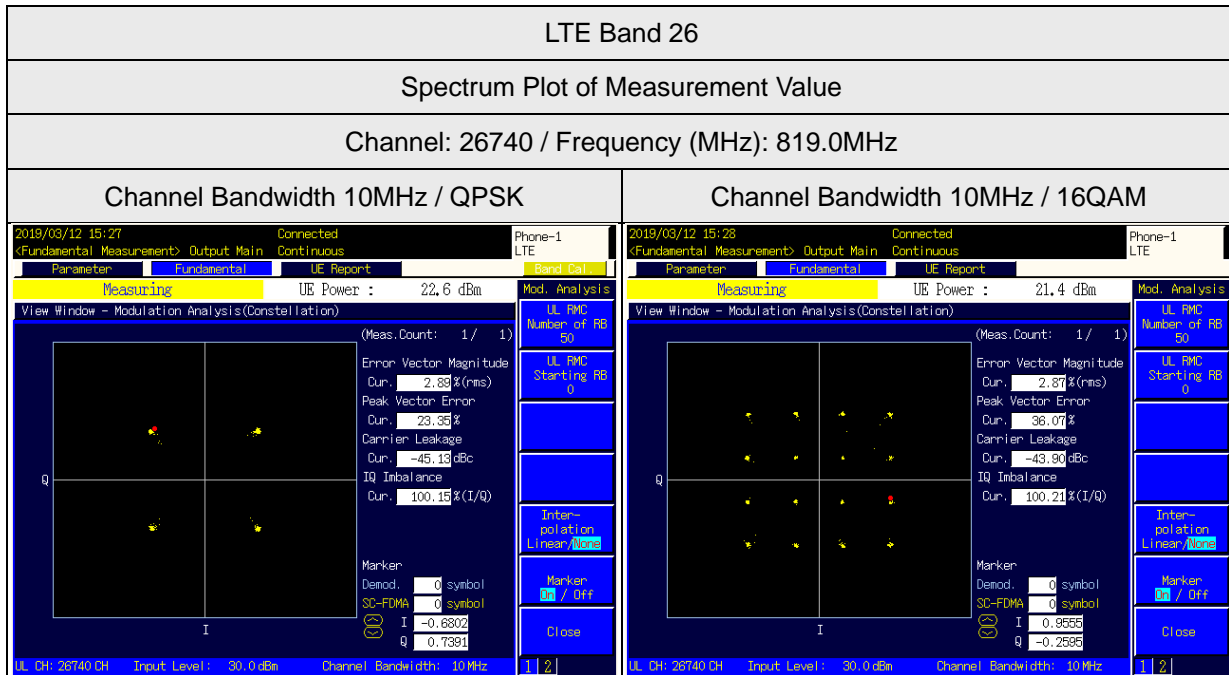 LTE Band 26
Spectrum Plot of Measurement Value
Channel: 26740 / Frequency (MHz): 819.0MHz
Channel Bandwidth 10MHz / QPSK
Channel Bandwidth 10MHz / 16QAM
2019/03/12 15:27 Connected
<Fundamental Measurement> Output Main Continuous
Phone-1
LTE
Parameter Fundamental UE Report Band Cal.
Measuring UE Power : 22.6 dBm
Mod. Analysis
View Window - Modulation Analysis(Constellation)
(Meas.Count: 1/ 1)
Error Vector Magnitude
Cur. 2.89 %(rms)
Peak Vector Error
Cur. 23.35 %
Carrier Leakage
Cur. -45.13 dBc
IQ Imbalance
Cur. 100.15 %(I/Q)
Q
I
Marker
Demod. 0 symbol
SC-FDMA 0 symbol
I -0.6802
Q 0.7391
UL RMC
Number of RB
50
UL RMC
Starting RB
0
Inter-
polation
Linear/None
Marker
On / Off
Close
UL CH: 26740 CH Input Level: 30.0 dBm Channel Bandwidth: 10 MHz
1 2
2019/03/12 15:28 Connected
<Fundamental Measurement> Output Main Continuous
Phone-1
LTE
Parameter Fundamental UE Report
Measuring UE Power : 21.4 dBm
Mod. Analysis
View Window - Modulation Analysis(Constellation)
(Meas.Count: 1/ 1)
Error Vector Magnitude
Cur. 2.87 %(rms)
Peak Vector Error
Cur. 36.07 %
Carrier Leakage
Cur. -43.90 dBc
IQ Imbalance
Cur. 100.21 %(I/Q)
Q
I
Marker
Demod. 0 symbol
SC-FDMA 0 symbol
I 0.9555
Q -0.2595
UL RMC
Number of RB
50
UL RMC
Starting RB
0
Inter-
polation
Linear/None
Marker
On / Off
Close
UL CH: 26740 CH Input Level: 30.0 dBm Channel Bandwidth: 10 MHz
1 2